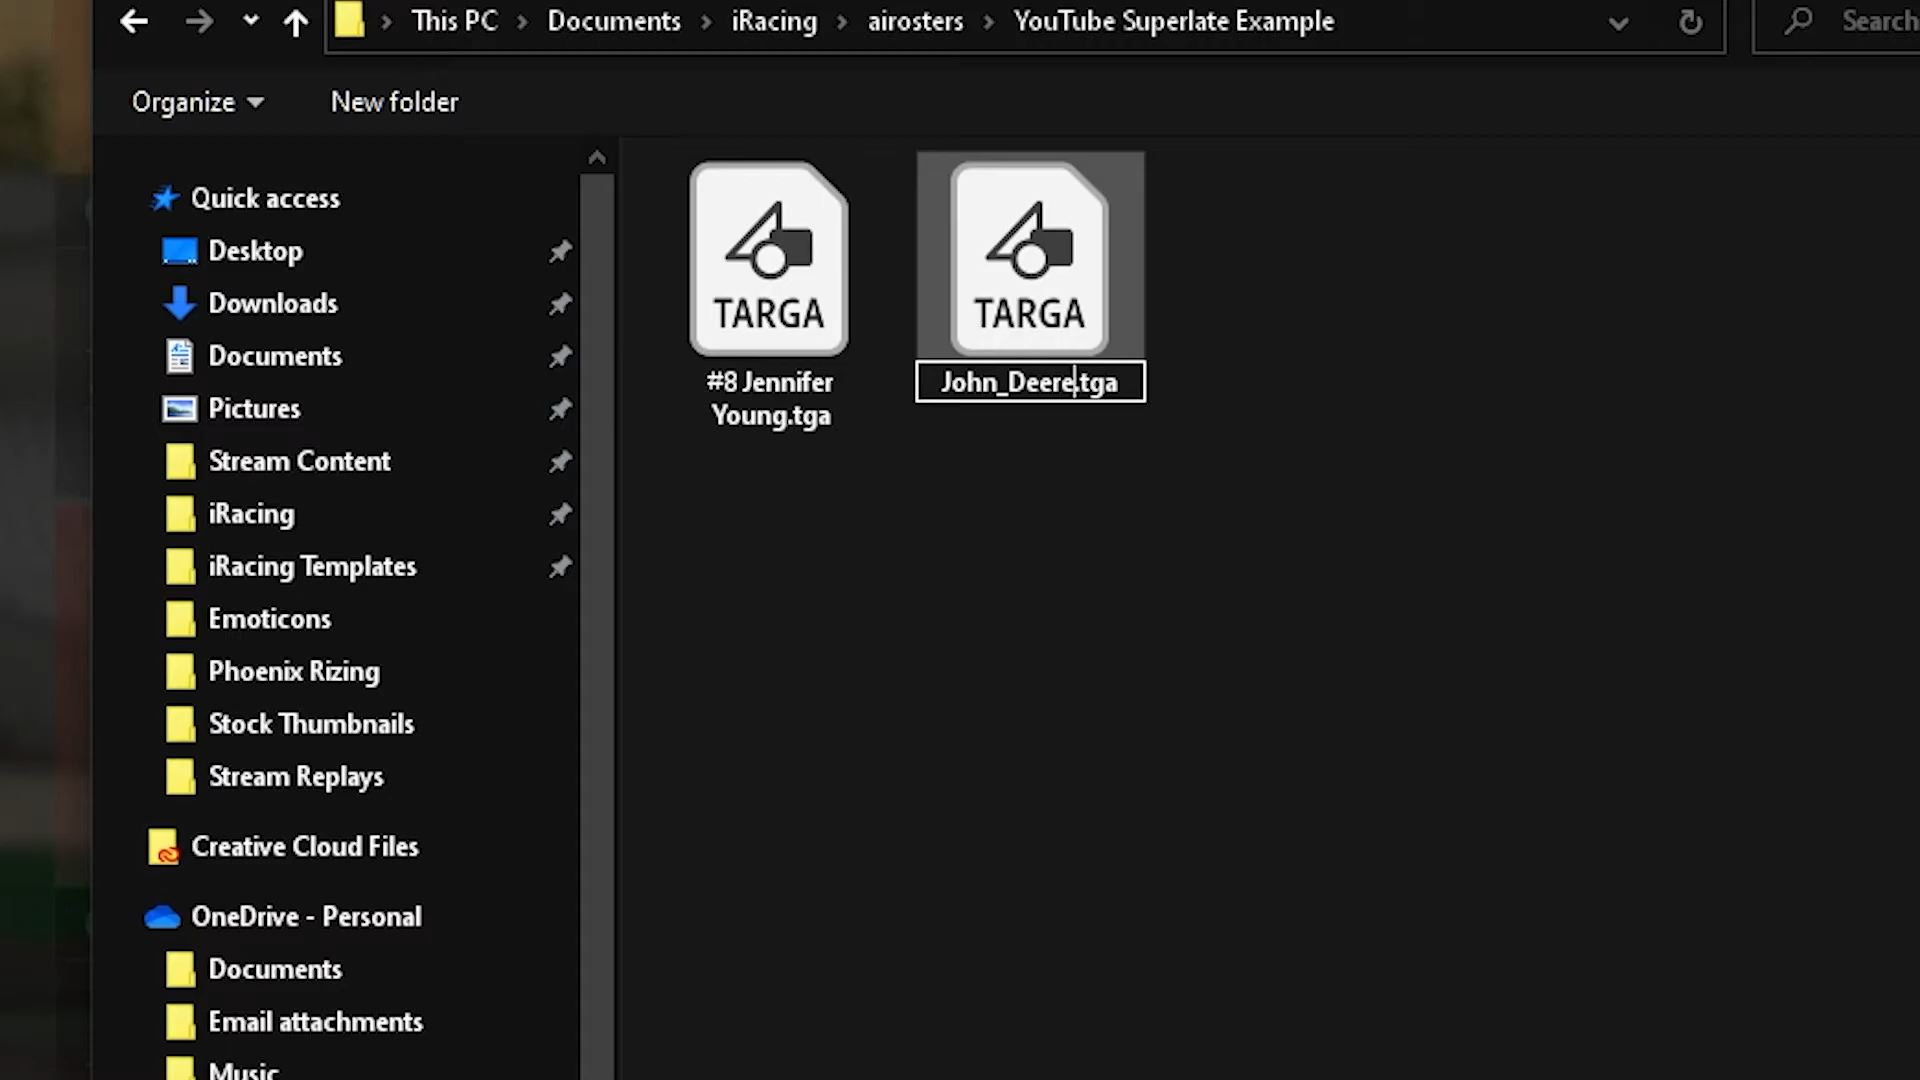 This PC > Documents > iRacing > airosters > YouTube Superlate Example
Search
Organize
New folder
Quick access
Desktop
Downloads
Documents
Pictures
Stream Content
iRacing
iRacing Templates
Emoticons
Phoenix Rizing
Stock Thumbnails
Stream Replays
Creative Cloud Files
OneDrive - Personal
Documents
Email attachments
Music
TARGA
#8 Jennifer
Young.tga
TARGA
John_Deere.tga